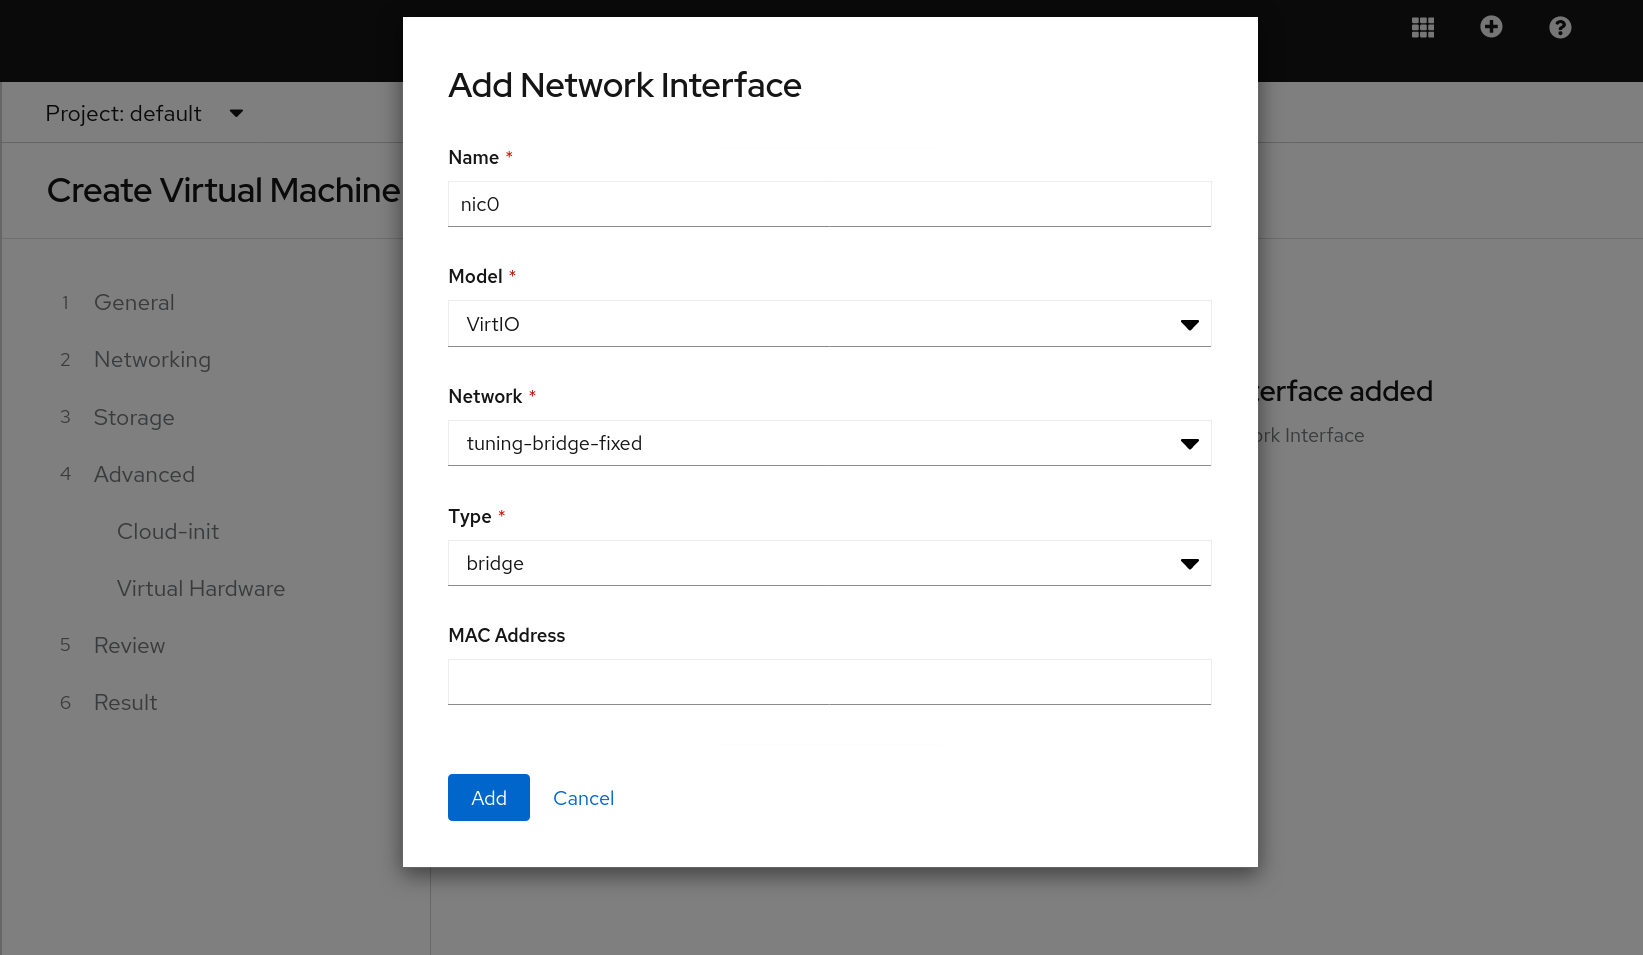 Project: default
Create Virtual Machine
1 General
2 Networking
3 Storage
4 Advanced
Cloud-init
Virtual Hardware
5 Review
6 Result
Add Network Interface
Name *
nic0
Model *
VirtIO
Network *
tuning-bridge-fixed
Type *
bridge
MAC Address
Add Cancel
erface added
Interface